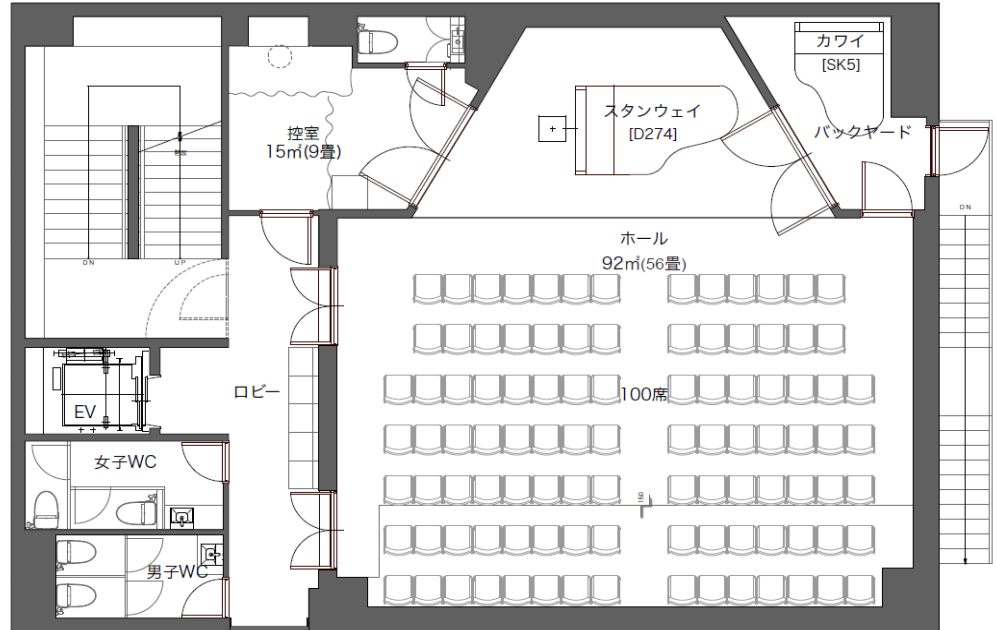 カワイ
[SK5]
スタンウェイ
[D274]
バックヤード
控室
15㎡(9畳)
ホール
92㎡(56畳)
DN
UP
DN
ロビー
100席
EV
女子WC
150
男子WC